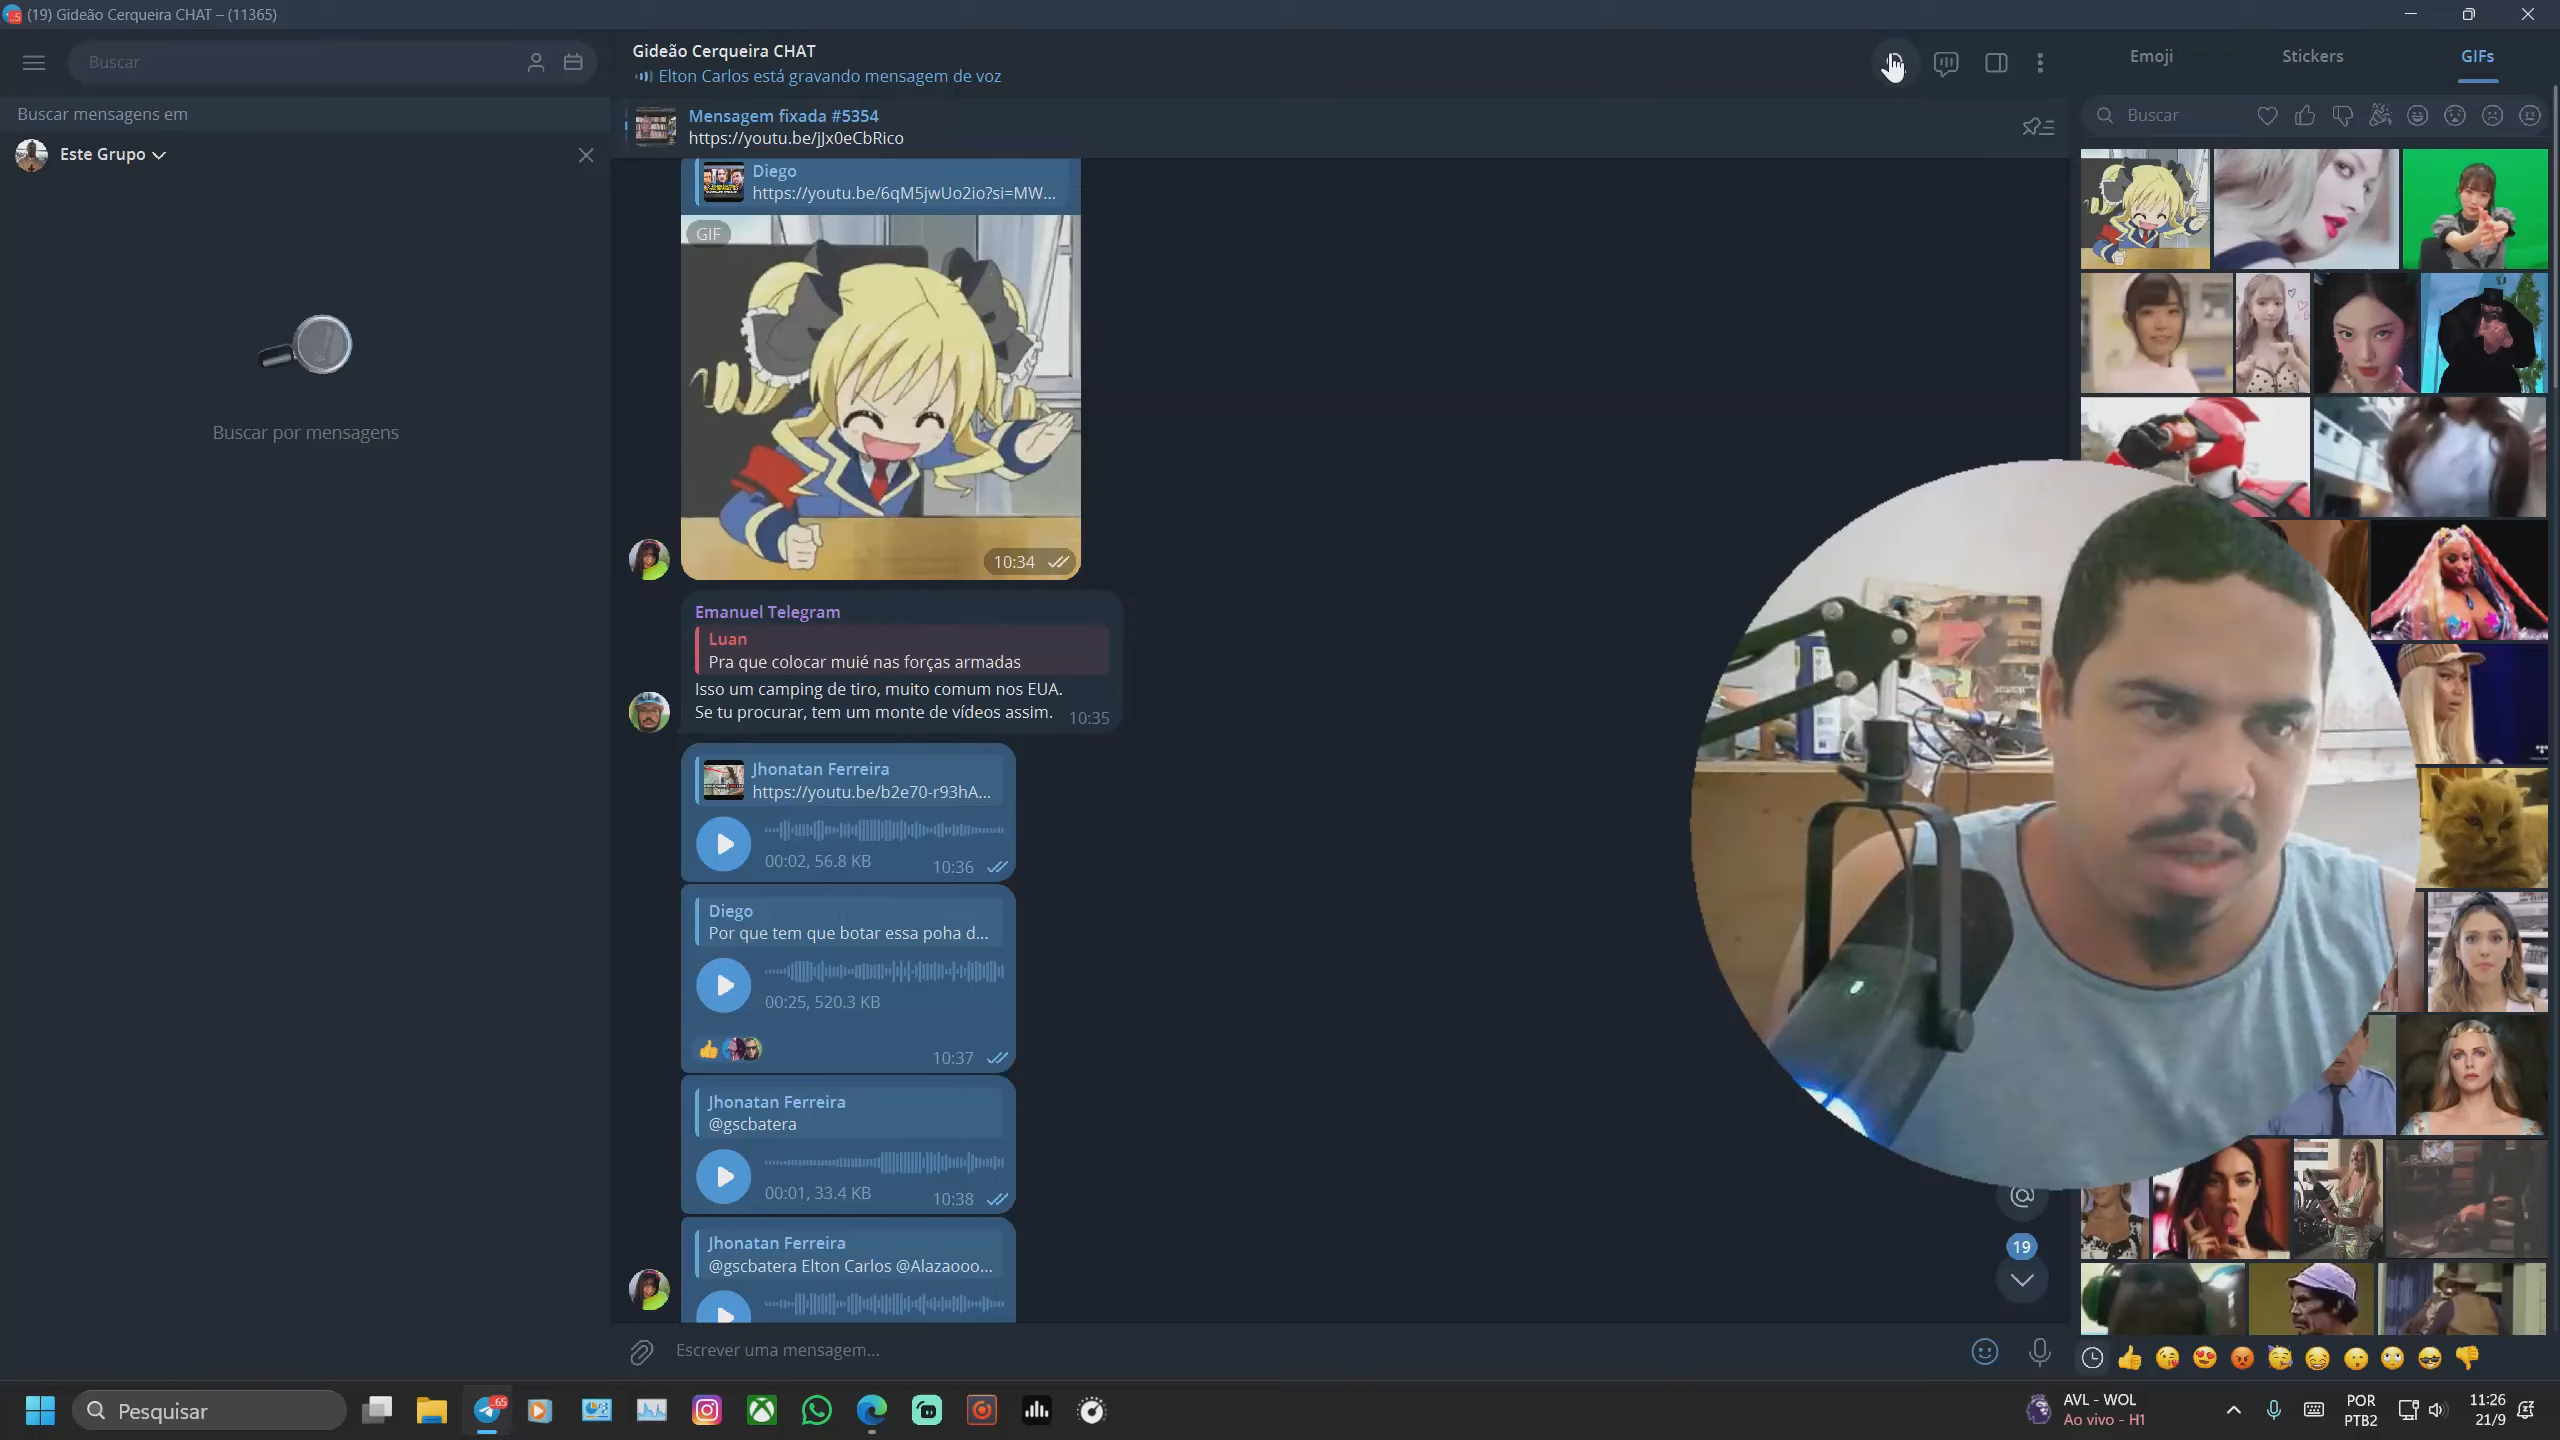 (19) Gideão Cerqueira CHAT – (11365)
Buscar
Buscar mensagens em
Este Grupo
Buscar por mensagens
Gideão Cerqueira CHAT
Elton Carlos está gravando mensagem de voz
Mensagem fixada #5354
Diego
https://youtu.be/6qM5jwUo2io?si=MW...
GIF
10:34
Emanuel Telegram
Luan
Pra que colocar muié nas forças armadas
Isso um camping de tiro, muito comum nos EUA.
Se tu procurar, tem um monte de vídeos assim.
10:35
Jhonatan Ferreira
https://youtu.be/b2e70-r93hA...
00:02, 56.8 KB
10:36
Diego
Por que tem que botar essa poha d...
00:25, 520.3 KB
10:37
Jhonatan Ferreira
@gscbatera
00:01, 33.4 KB
10:38
Jhonatan Ferreira
@gscbatera Elton Carlos @Alazaooo...
19
Escrever uma mensagem...
Emoji
Stickers
GIFs
Buscar
Pesquisar
65
AVL - WOL
Ao vivo - H1
POR
PTB2
11:26
21/9